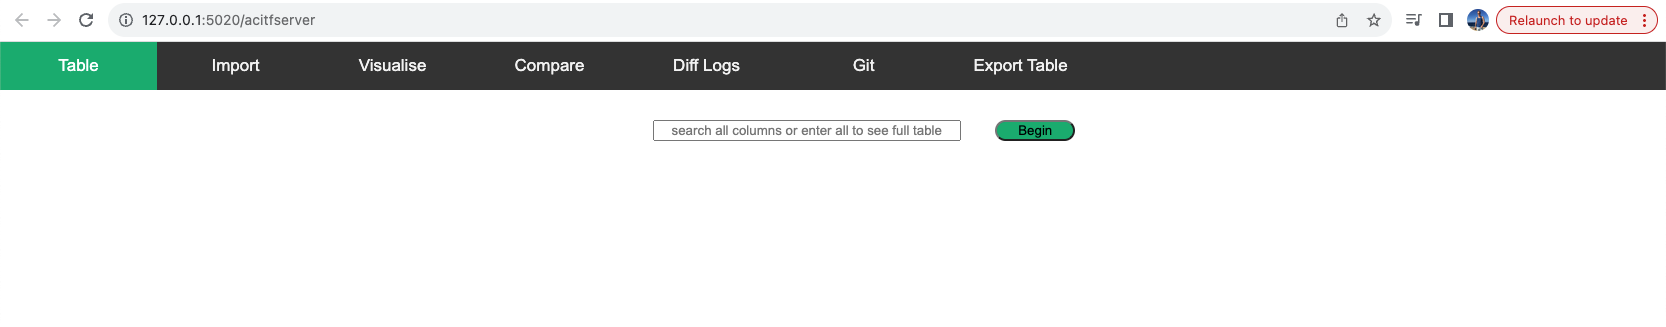 127.0.0.1:5020/acitfserver
Relaunch to update
Table Import Visualise Compare Diff Logs Git Export Table
search all columns or enter all to see full table Begin